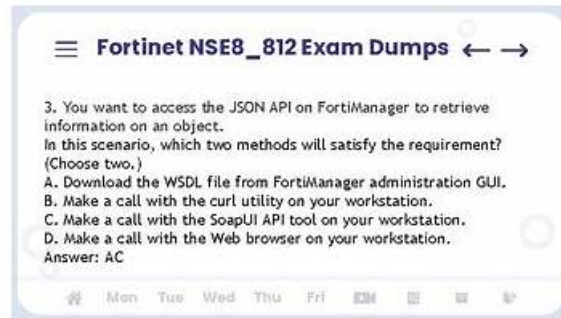 Fortinet NSE8_812 Exam Dumps
3. You want to access the JSON API on FortiManager to retrieve
information on an object.
In this scenario, which two methods will satisfy the requirement?
(Choose two.)
A. Download the WSDL file from FortiManager administration GUI.
B. Make a call with the curl utility on your workstation.
C. Make a call with the SoapUI API tool on your workstation.
D. Make a call with the Web browser on your workstation.
Answer: AC
Mon Tue Wed Thu Fri